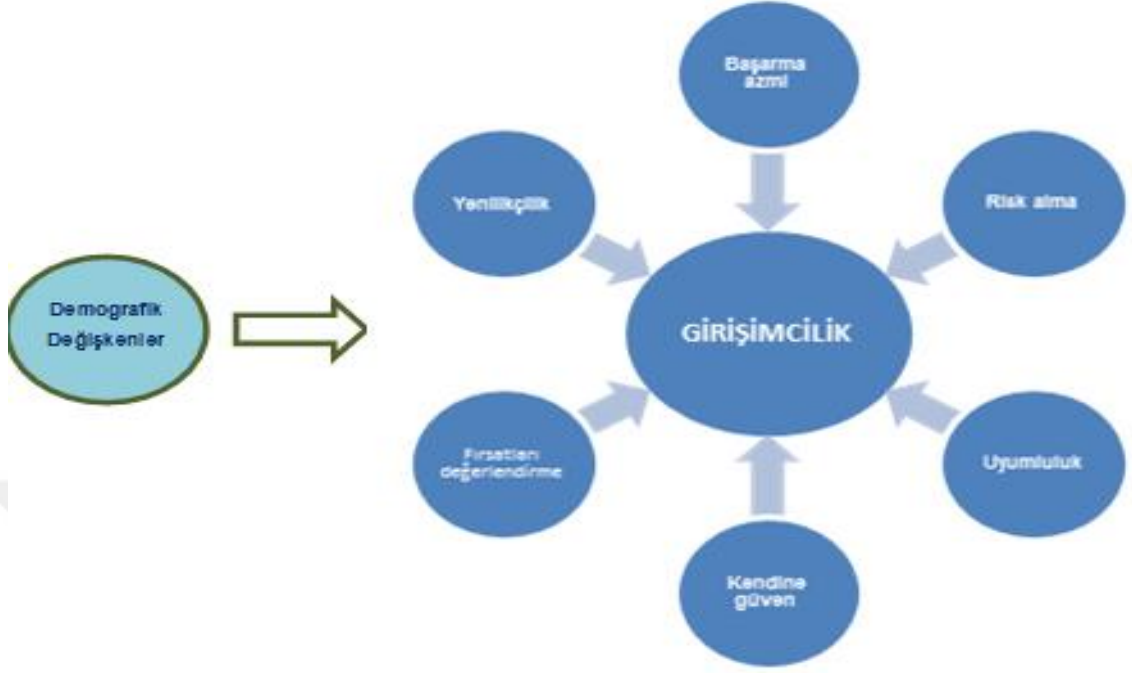 Başarma
azmi
Yenilikçilik
Risk alma
Demografik
Değişkenler
GİRİŞİMCİLİK
Fırsatları
değerlendirme
Uyumluluk
Kendine
güven